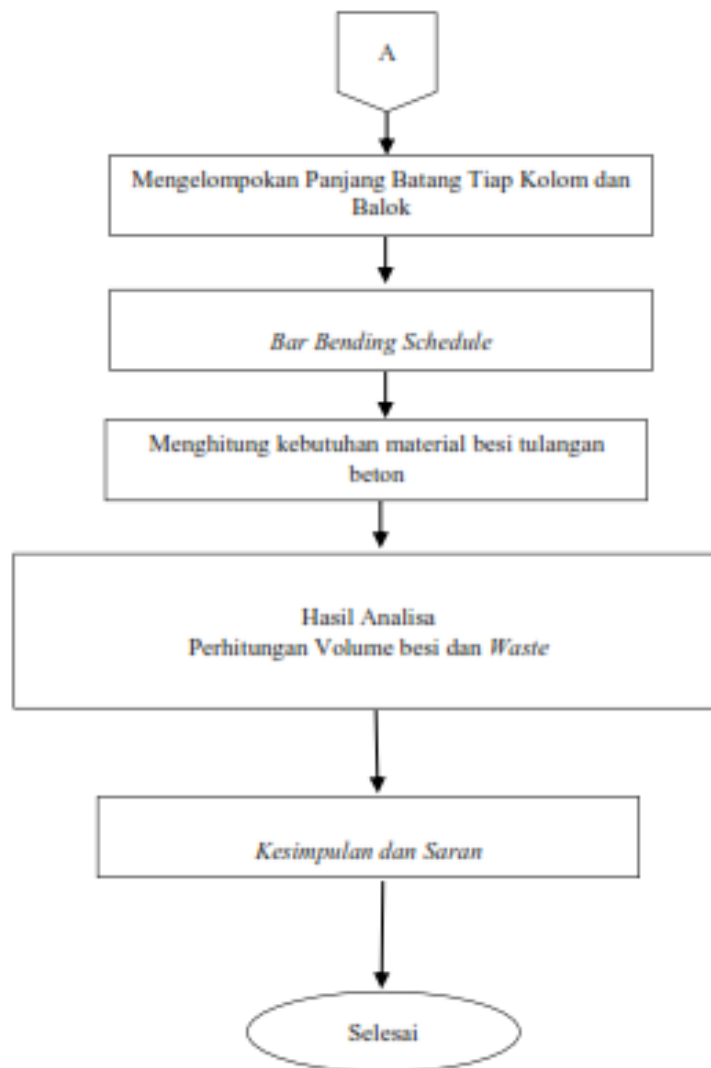 A
Mengelompokan Panjang Batang Tiap Kolom dan
Balok
Bar Bending Schedule
Menghitung kebutuhan material besi tulangan
beton
Hasil Analisa
Perhitungan Volume besi dan Waste
Kesimpulan dan Saran
Selesai